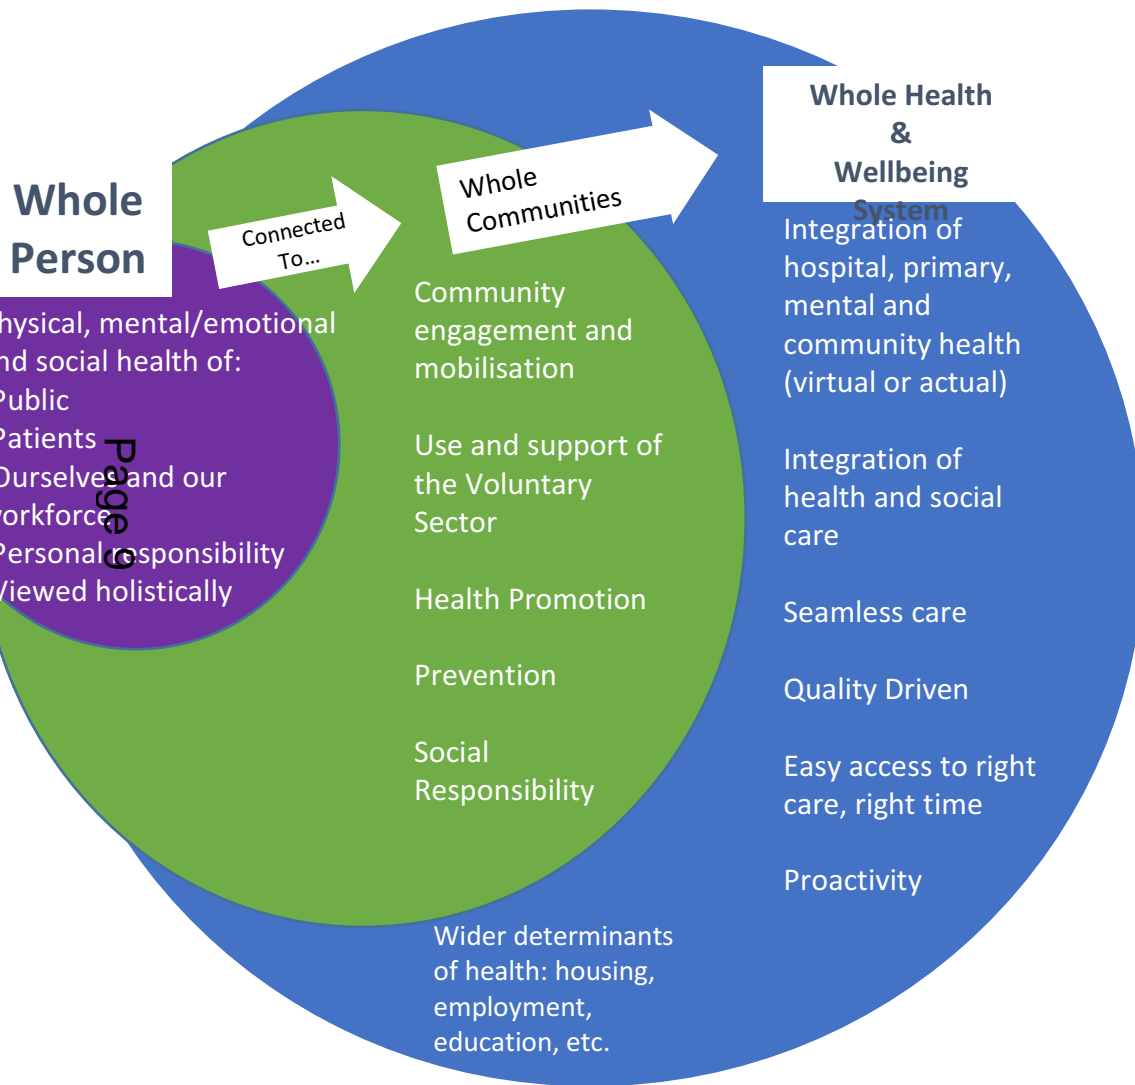 Whole
Person
hysical, mental/emotional
nd social health of:
Public
Patients
Ourselves and our
workforce
Personal responsibility
Viewed holistically
Page 9
Connected
To...
Whole
Communities
Community
engagement and
mobilisation
Use and support of
the Voluntary
Sector
Health Promotion
Prevention
Social
Responsibility
Wider determinants
of health: housing,
employment,
education, etc.
Whole Health
&
Wellbeing
System
Integration of
hospital, primary,
mental and
community health
(virtual or actual)
Integration of
health and social
care
Seamless care
Quality Driven
Easy access to right
care, right time
Proactivity